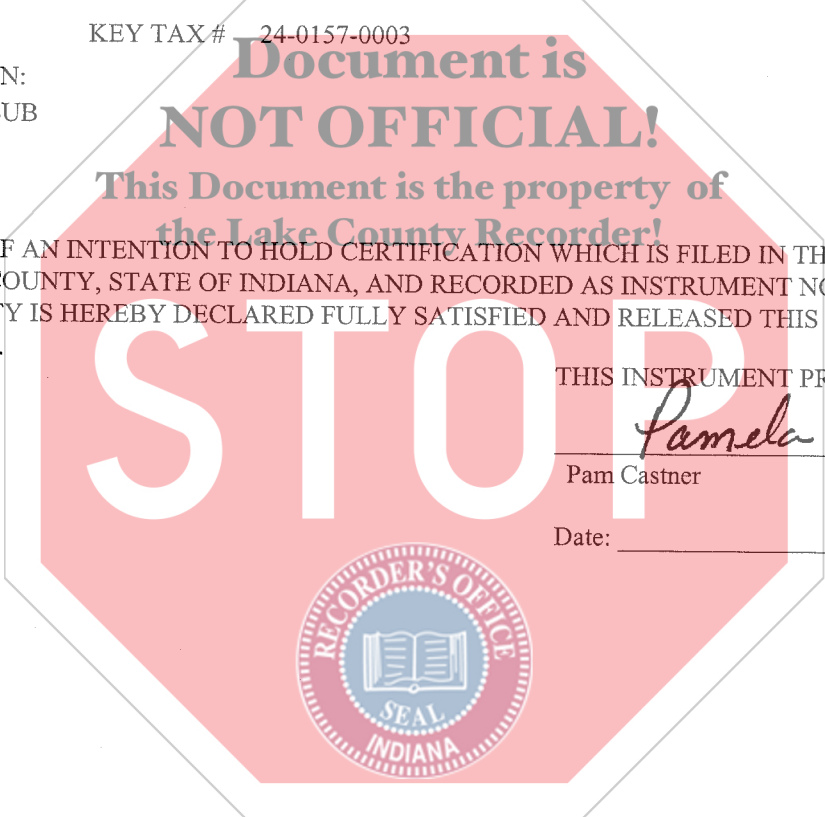 KEY TAX # 24-0157-0003
Document is
N:
NOT OFFICIAL!
UB
This Document is the property of
the Lake County Recorder!
F AN INTENTION TO HOLD CERTIFICATION WHICH IS FILED IN TH
OUNTY, STATE OF INDIANA, AND RECORDED AS INSTRUMENT NO
TY IS HEREBY DECLARED FULLY SATISFIED AND RELEASED THIS
STOP
THIS INSTRUMENT PR
Pamela
Pam Castner
Date:
RECORDER'S OFFICE
SEAL
INDIANA